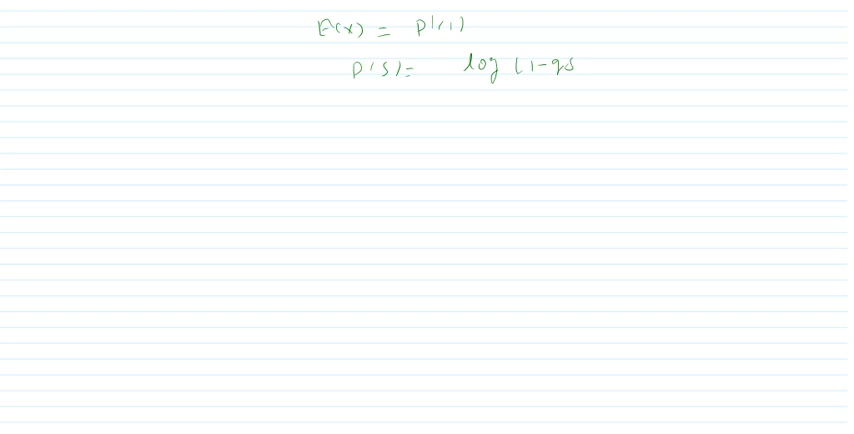 E(x) = P'(1)
P(S) = log (1-qs